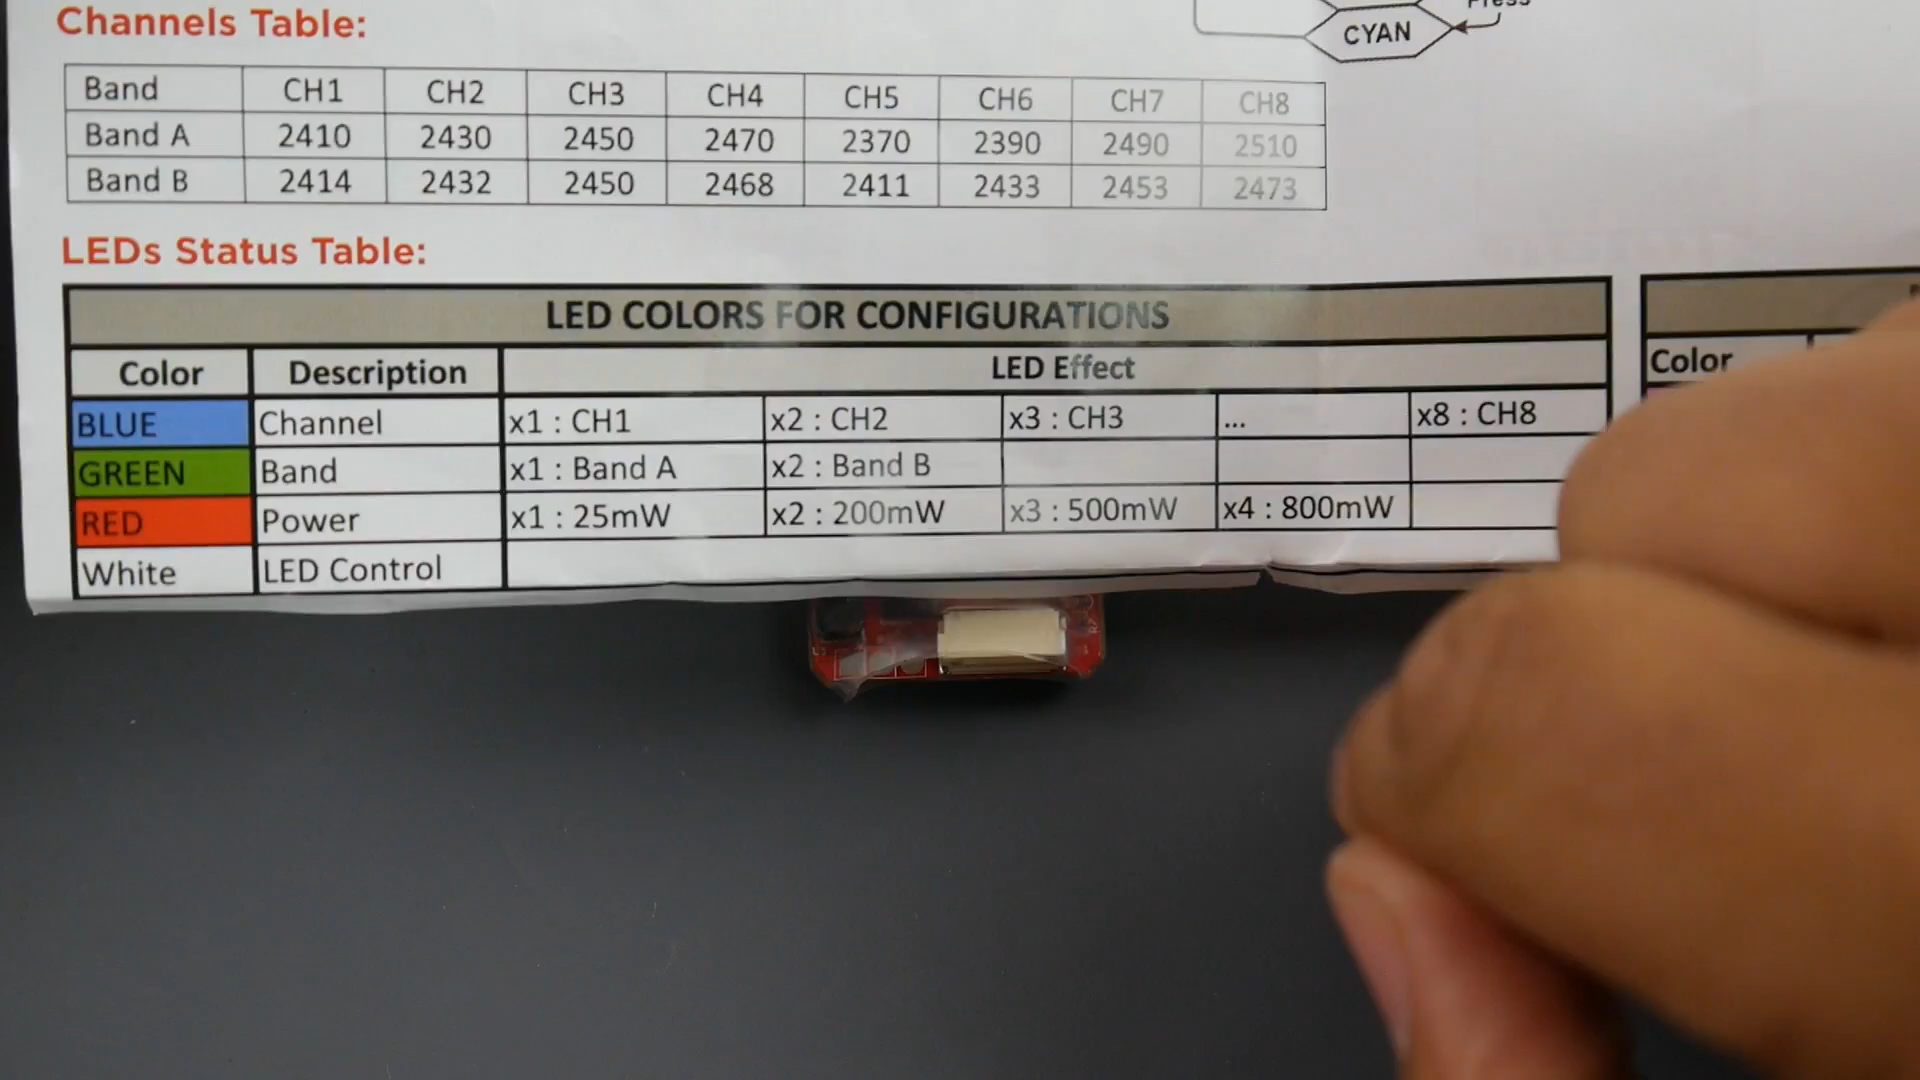 CYAN
Channels Table:
Band CH1 CH2 CH3 CH4 CH5 CH6 CH7 CH8
Band A 2410 2430 2450 2470 2370 2390 2490 2510
Band B 2414 2432 2450 2468 2411 2433 2453 2473
LEDs Status Table:
LED COLORS FOR CONFIGURATIONS
Color Description LED Effect
BLUE Channel x1 : CH1 x2 : CH2 x3 : CH3 ... x8 : CH8
GREEN Band x1 : Band A x2 : Band B
RED Power x1 : 25mW x2 : 200mW x3 : 500mW x4 : 800mW
White LED Control
Color